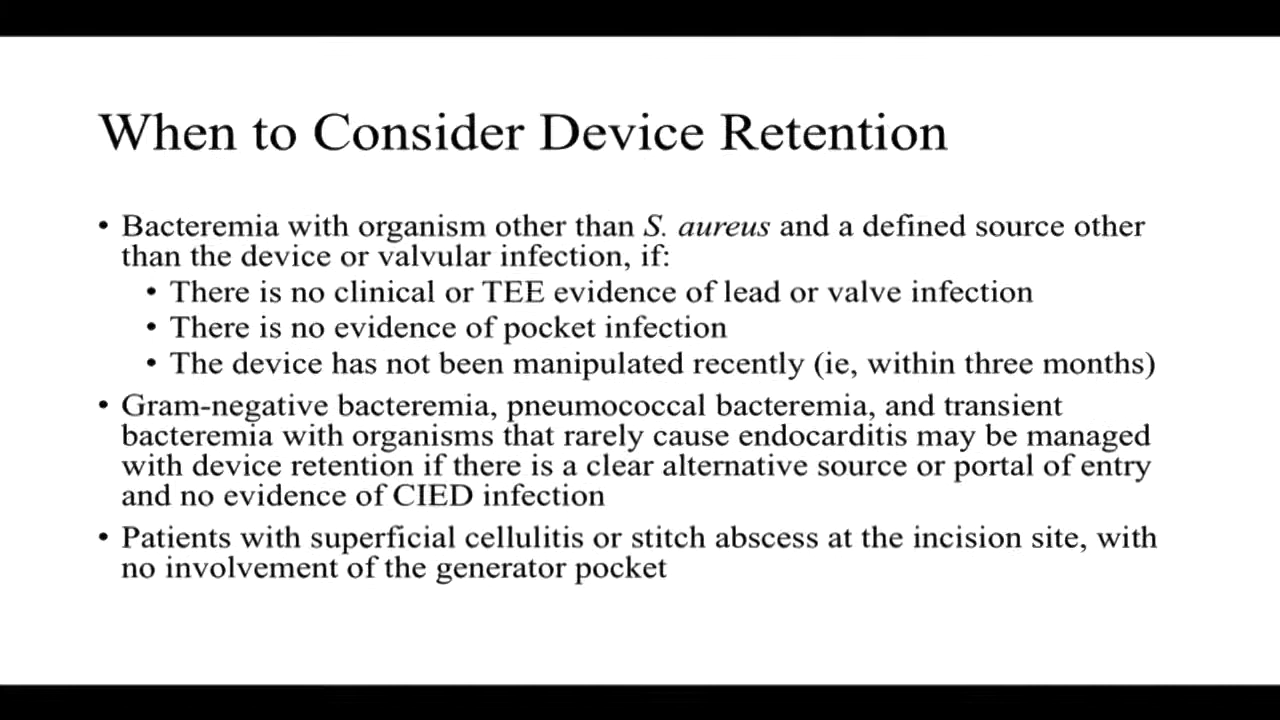 When to Consider Device Retention
• Bacteremia with organism other than S. aureus and a defined source other
than the device or valvular infection, if:
• There is no clinical or TEE evidence of lead or valve infection
• There is no evidence of pocket infection
• The device has not been manipulated recently (ie, within three months)
• Gram-negative bacteremia, pneumococcal bacteremia, and transient
bacteremia with organisms that rarely cause endocarditis may be managed
with device retention if there is a clear alternative source or portal of entry
and no evidence of CIED infection
• Patients with superficial cellulitis or stitch abscess at the incision site, with
no involvement of the generator pocket